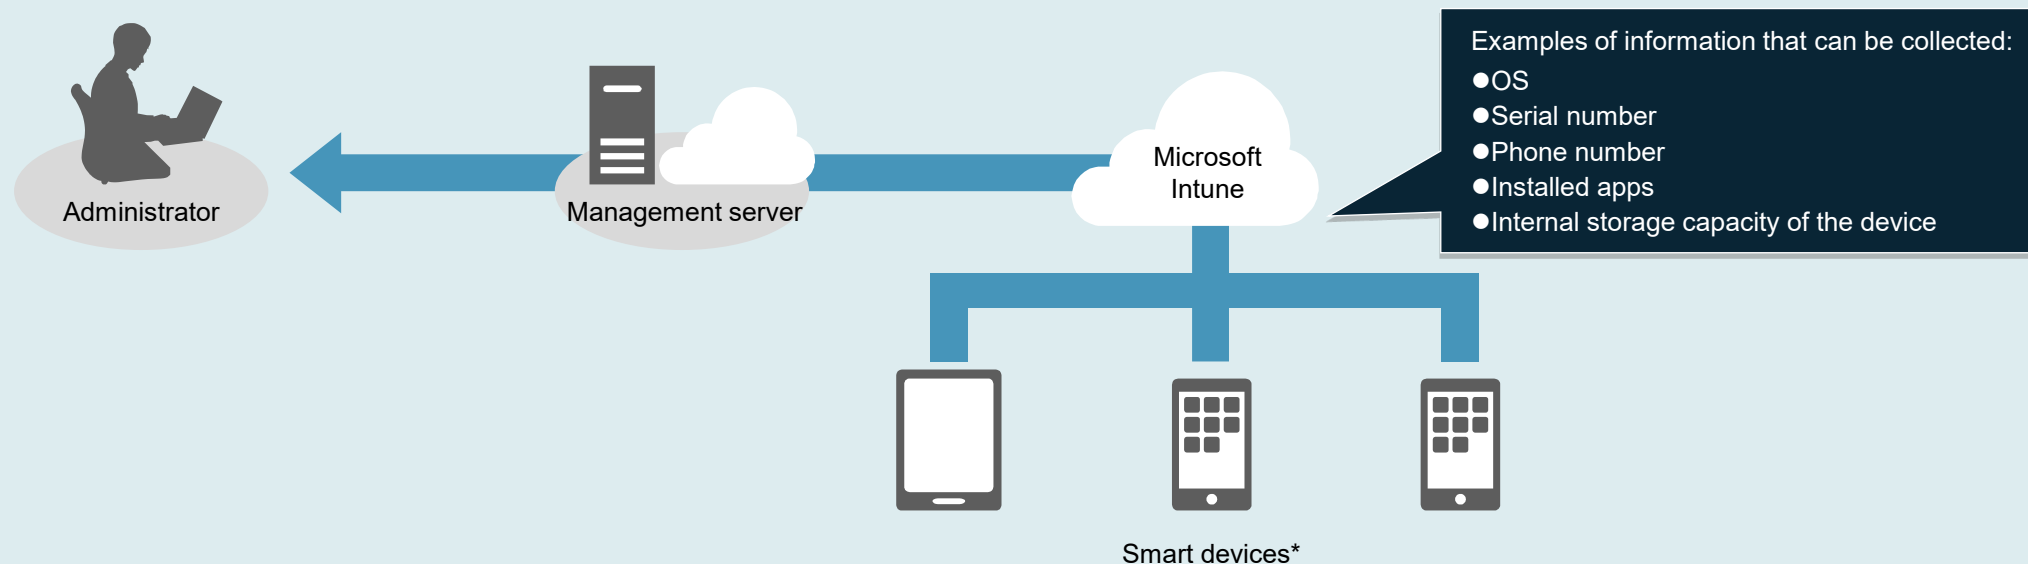 Examples of information that can be collected:
●OS
●Serial number
●Phone number
●Installed apps
●Internal storage capacity of the device
Microsoft
Intune
Administrator
Management server
Smart devices*